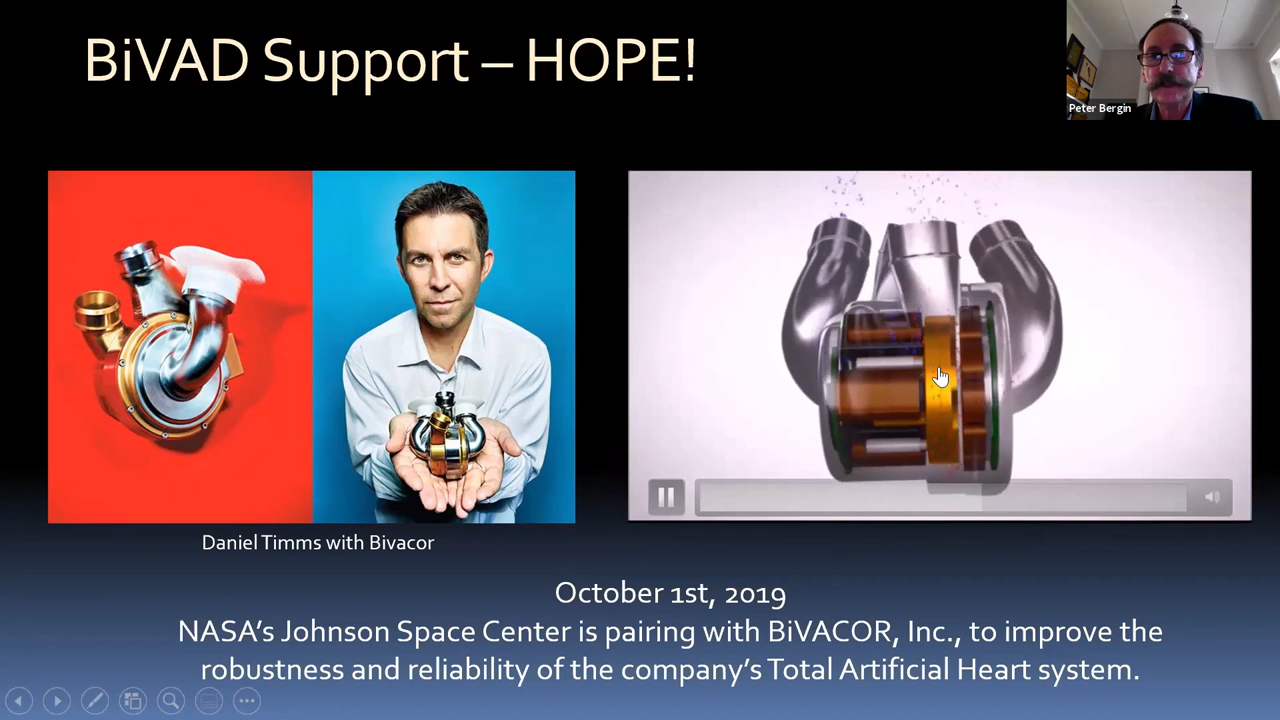 BiVAD Support – HOPE!
Peter Bergin
Daniel Timms with Bivacor
October 1st, 2019
NASA’s Johnson Space Center is pairing with BiVACOR, Inc., to improve the
robustness and reliability of the company’s Total Artificial Heart system.